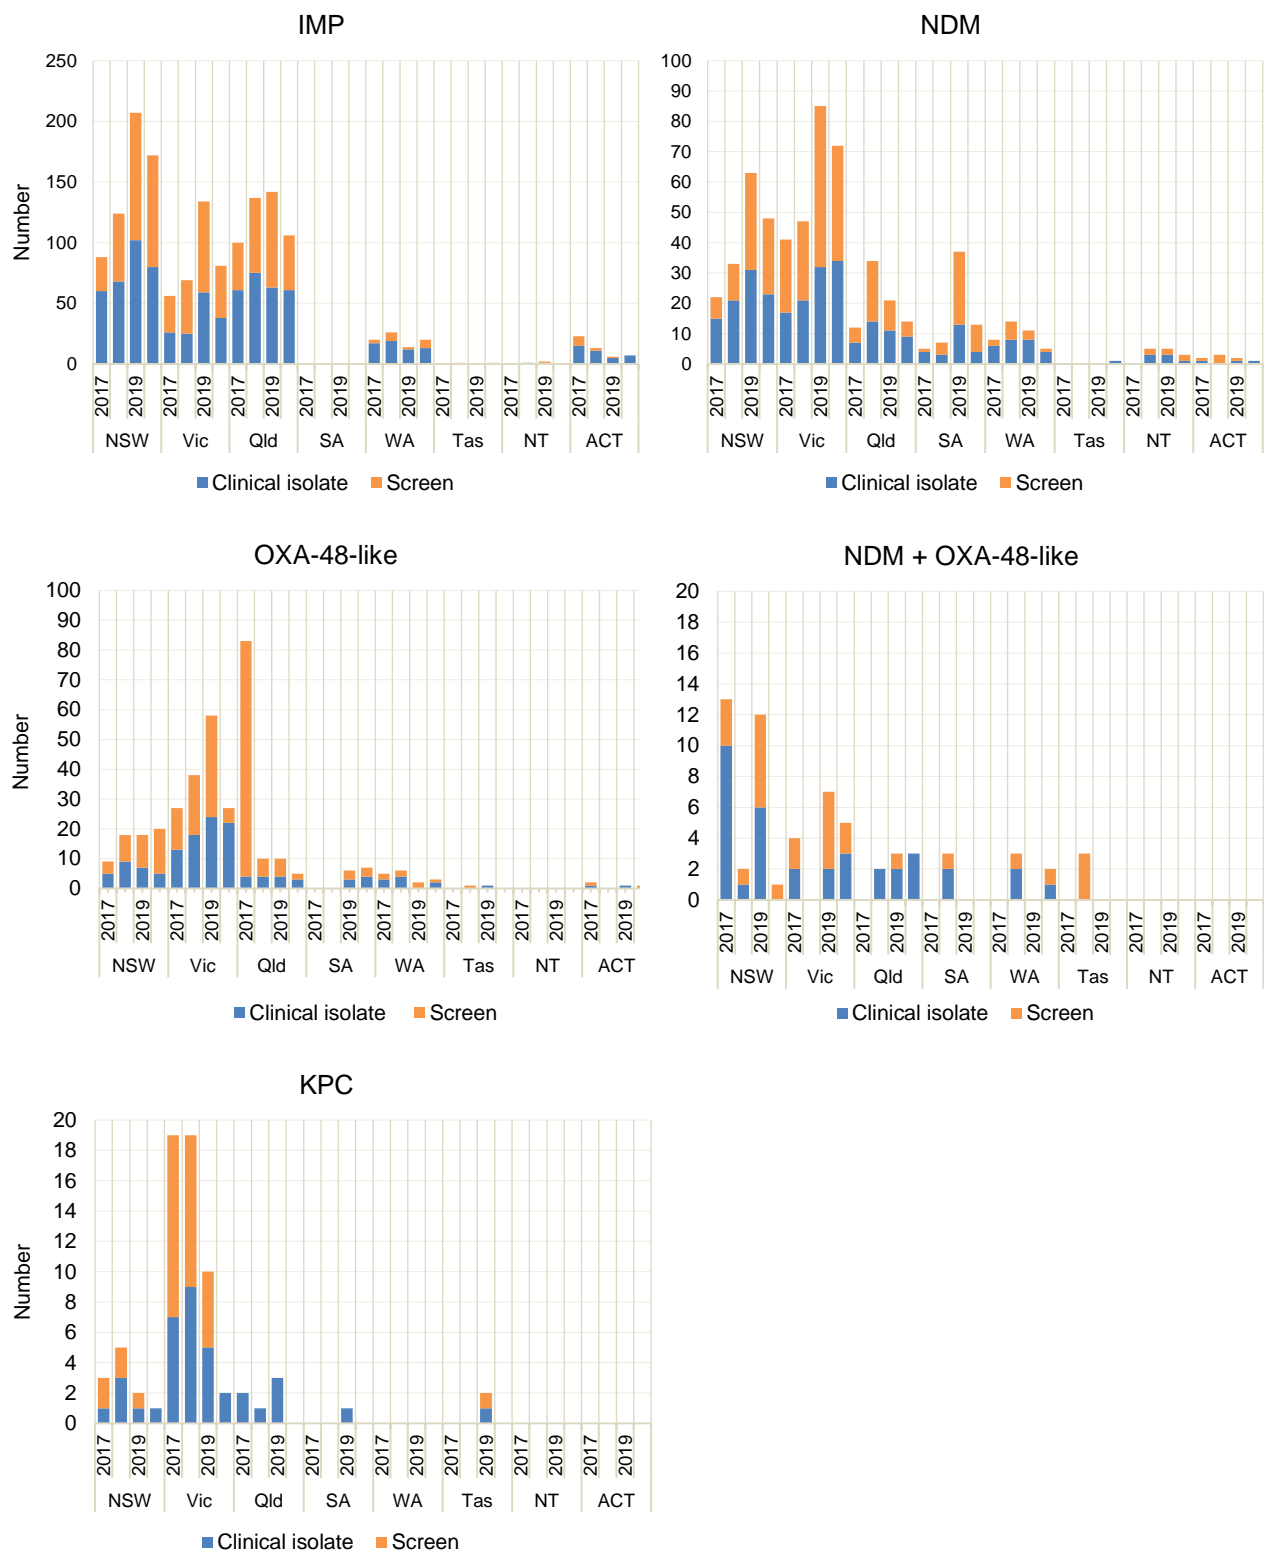 IMP
250
200
150
100
50
0
Number
2017 2019 2017 2019 2017 2019 2017 2019 2017 2019 2017 2019 2017 2019 2017 2019
NSW Vic Qld SA WA Tas NT ACT
Clinical isolate Screen
NDM
100
90
80
70
60
50
40
30
20
10
0
2017 2019 2017 2019 2017 2019 2017 2019 2017 2019 2017 2019 2017 2019 2017 2019
NSW Vic Qld SA WA Tas NT ACT
Clinical isolate Screen
OXA-48-like
100
90
80
70
60
50
40
30
20
10
0
Number
2017 2019 2017 2019 2017 2019 2017 2019 2017 2019 2017 2019 2017 2019 2017 2019
NSW Vic Qld SA WA Tas NT ACT
Clinical isolate Screen
NDM + OXA-48-like
20
18
16
14
12
10
8
6
4
2
0
2017 2019 2017 2019 2017 2019 2017 2019 2017 2019 2017 2019 2017 2019 2017 2019
NSW Vic Qld SA WA Tas NT ACT
Clinical isolate Screen
KPC
20
18
16
14
12
10
8
6
4
2
0
Number
2017 2019 2017 2019 2017 2019 2017 2019 2017 2019 2017 2019 2017 2019 2017 2019
NSW Vic Qld SA WA Tas NT ACT
Clinical isolate Screen